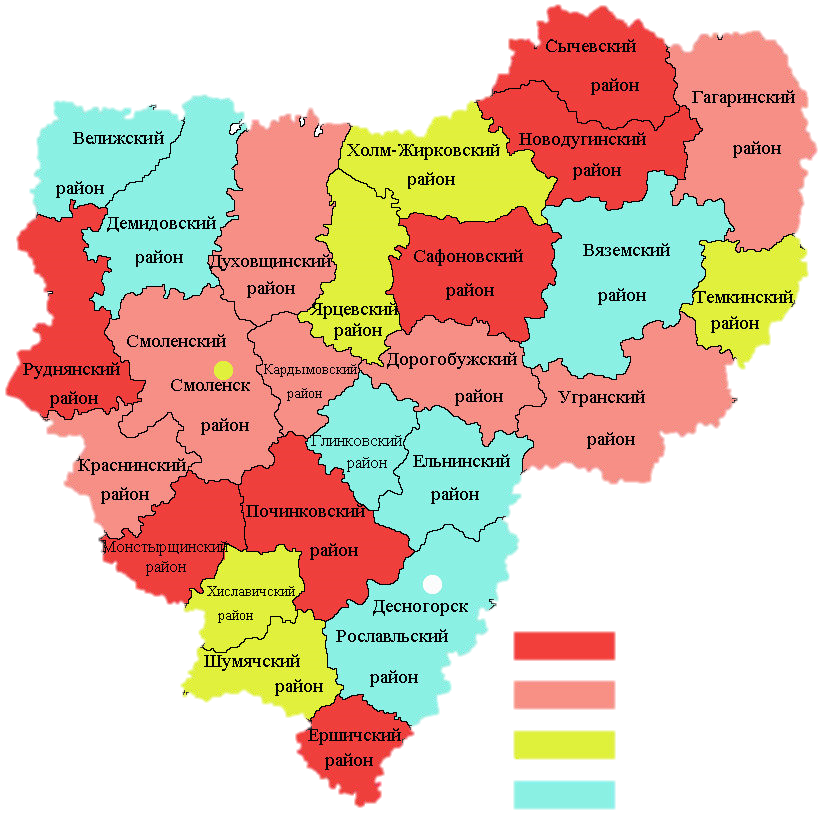 Сычевский
район
Гагаринский
район
Новодугинский
район
Велижский
район
Холм-Жирковский
район
Демидовский
район
Духовщинский
район
Сафоновский
район
Вяземский
район
Темкинский
район
Ярцевский
район
Смоленский
Смоленск
район
Руднянский
район
Кардымовский
район
Дорогобужский
район
Угранский
район
Глинковский
район
Ельнинский
район
Краснинский
район
Починковский
район
Монстырщинский
район
Хиславичский
район
Десногорск
Рославльский
район
Шумячский
район
Ершичский
район